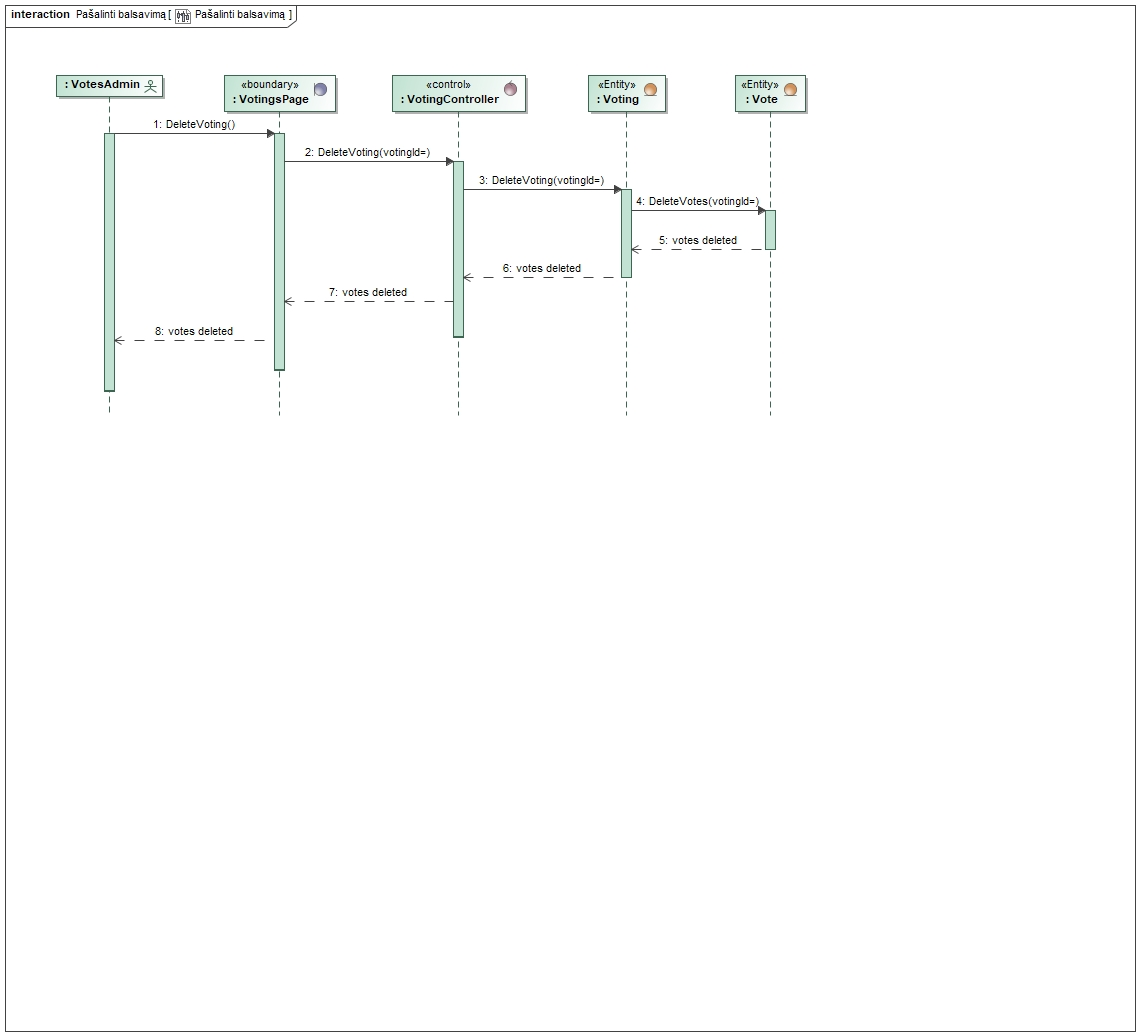 interaction Pašalinti balsavimą [ Pašalinti balsavimą ]
: VotesAdmin
«boundary»
: VotingsPage
«control»
: VotingController
«Entity»
: Voting
«Entity»
: Vote
1: DeleteVoting()
2: DeleteVoting(votingId=)
3: DeleteVoting(votingId=)
4: DeleteVotes(votingId=)
5: votes deleted
6: votes deleted
7: votes deleted
8: votes deleted